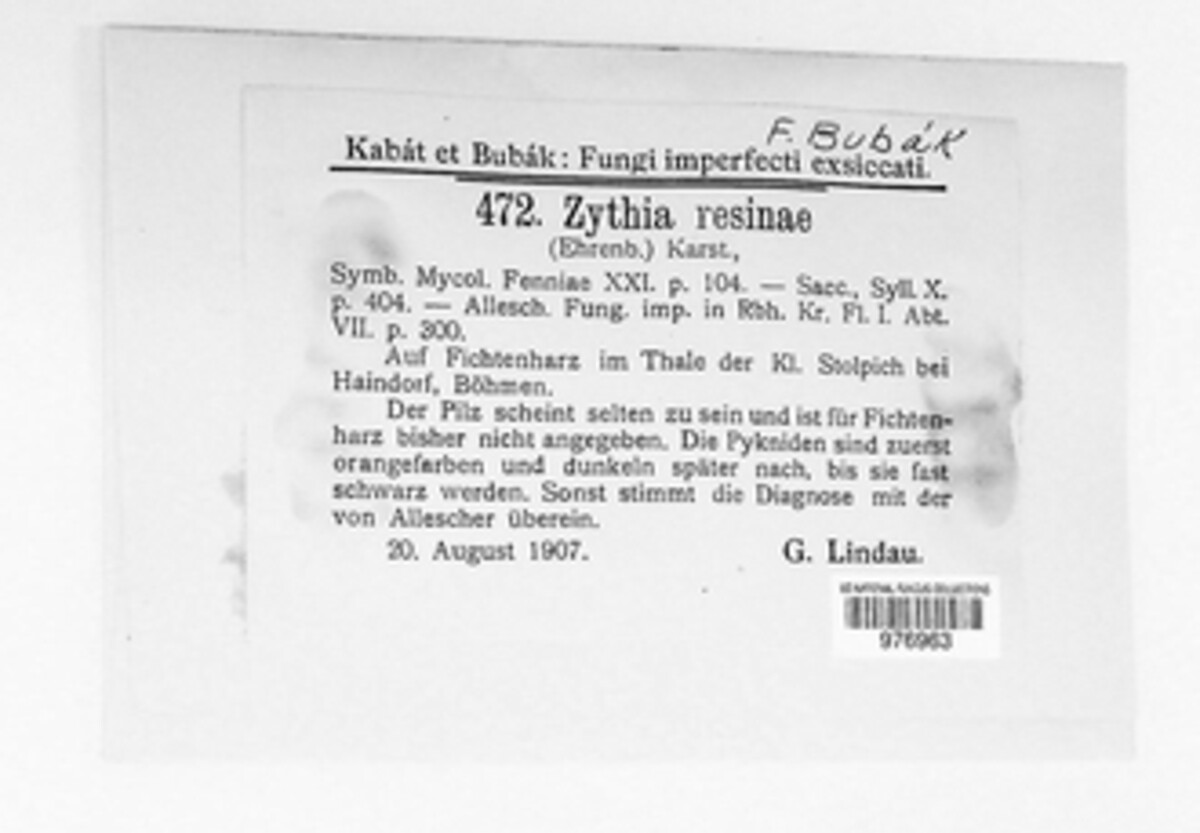 F. Bubák
Kabát et Bubák: Fungi imperfecti exsiccati.
472. Zythia resinae
(Ehrenb.) Karst.,
Symb. Mycol. Fenniae XXI. p. 104. — Sacc., Syll. X.
p. 404. — Allesch. Fung. imp. in Rbh. Kr. Fl. I. Abt.
VII. p. 300.
Auf Fichtenharz im Thale der Kl. Stolpich bei
Haindorf, Böhmen.
Der Pilz scheint selten zu sein und ist für Fichten-
harz bisher nicht angegeben. Die Pykniden sind zuerst
orangefarben und dunkeln später nach, bis sie fast
schwarz werden. Sonst stimmt die Diagnose mit der
von Allescher überein.
20. August 1907. G. Lindau.
US NATIONAL FUNGUS COLLECTIONS
976963